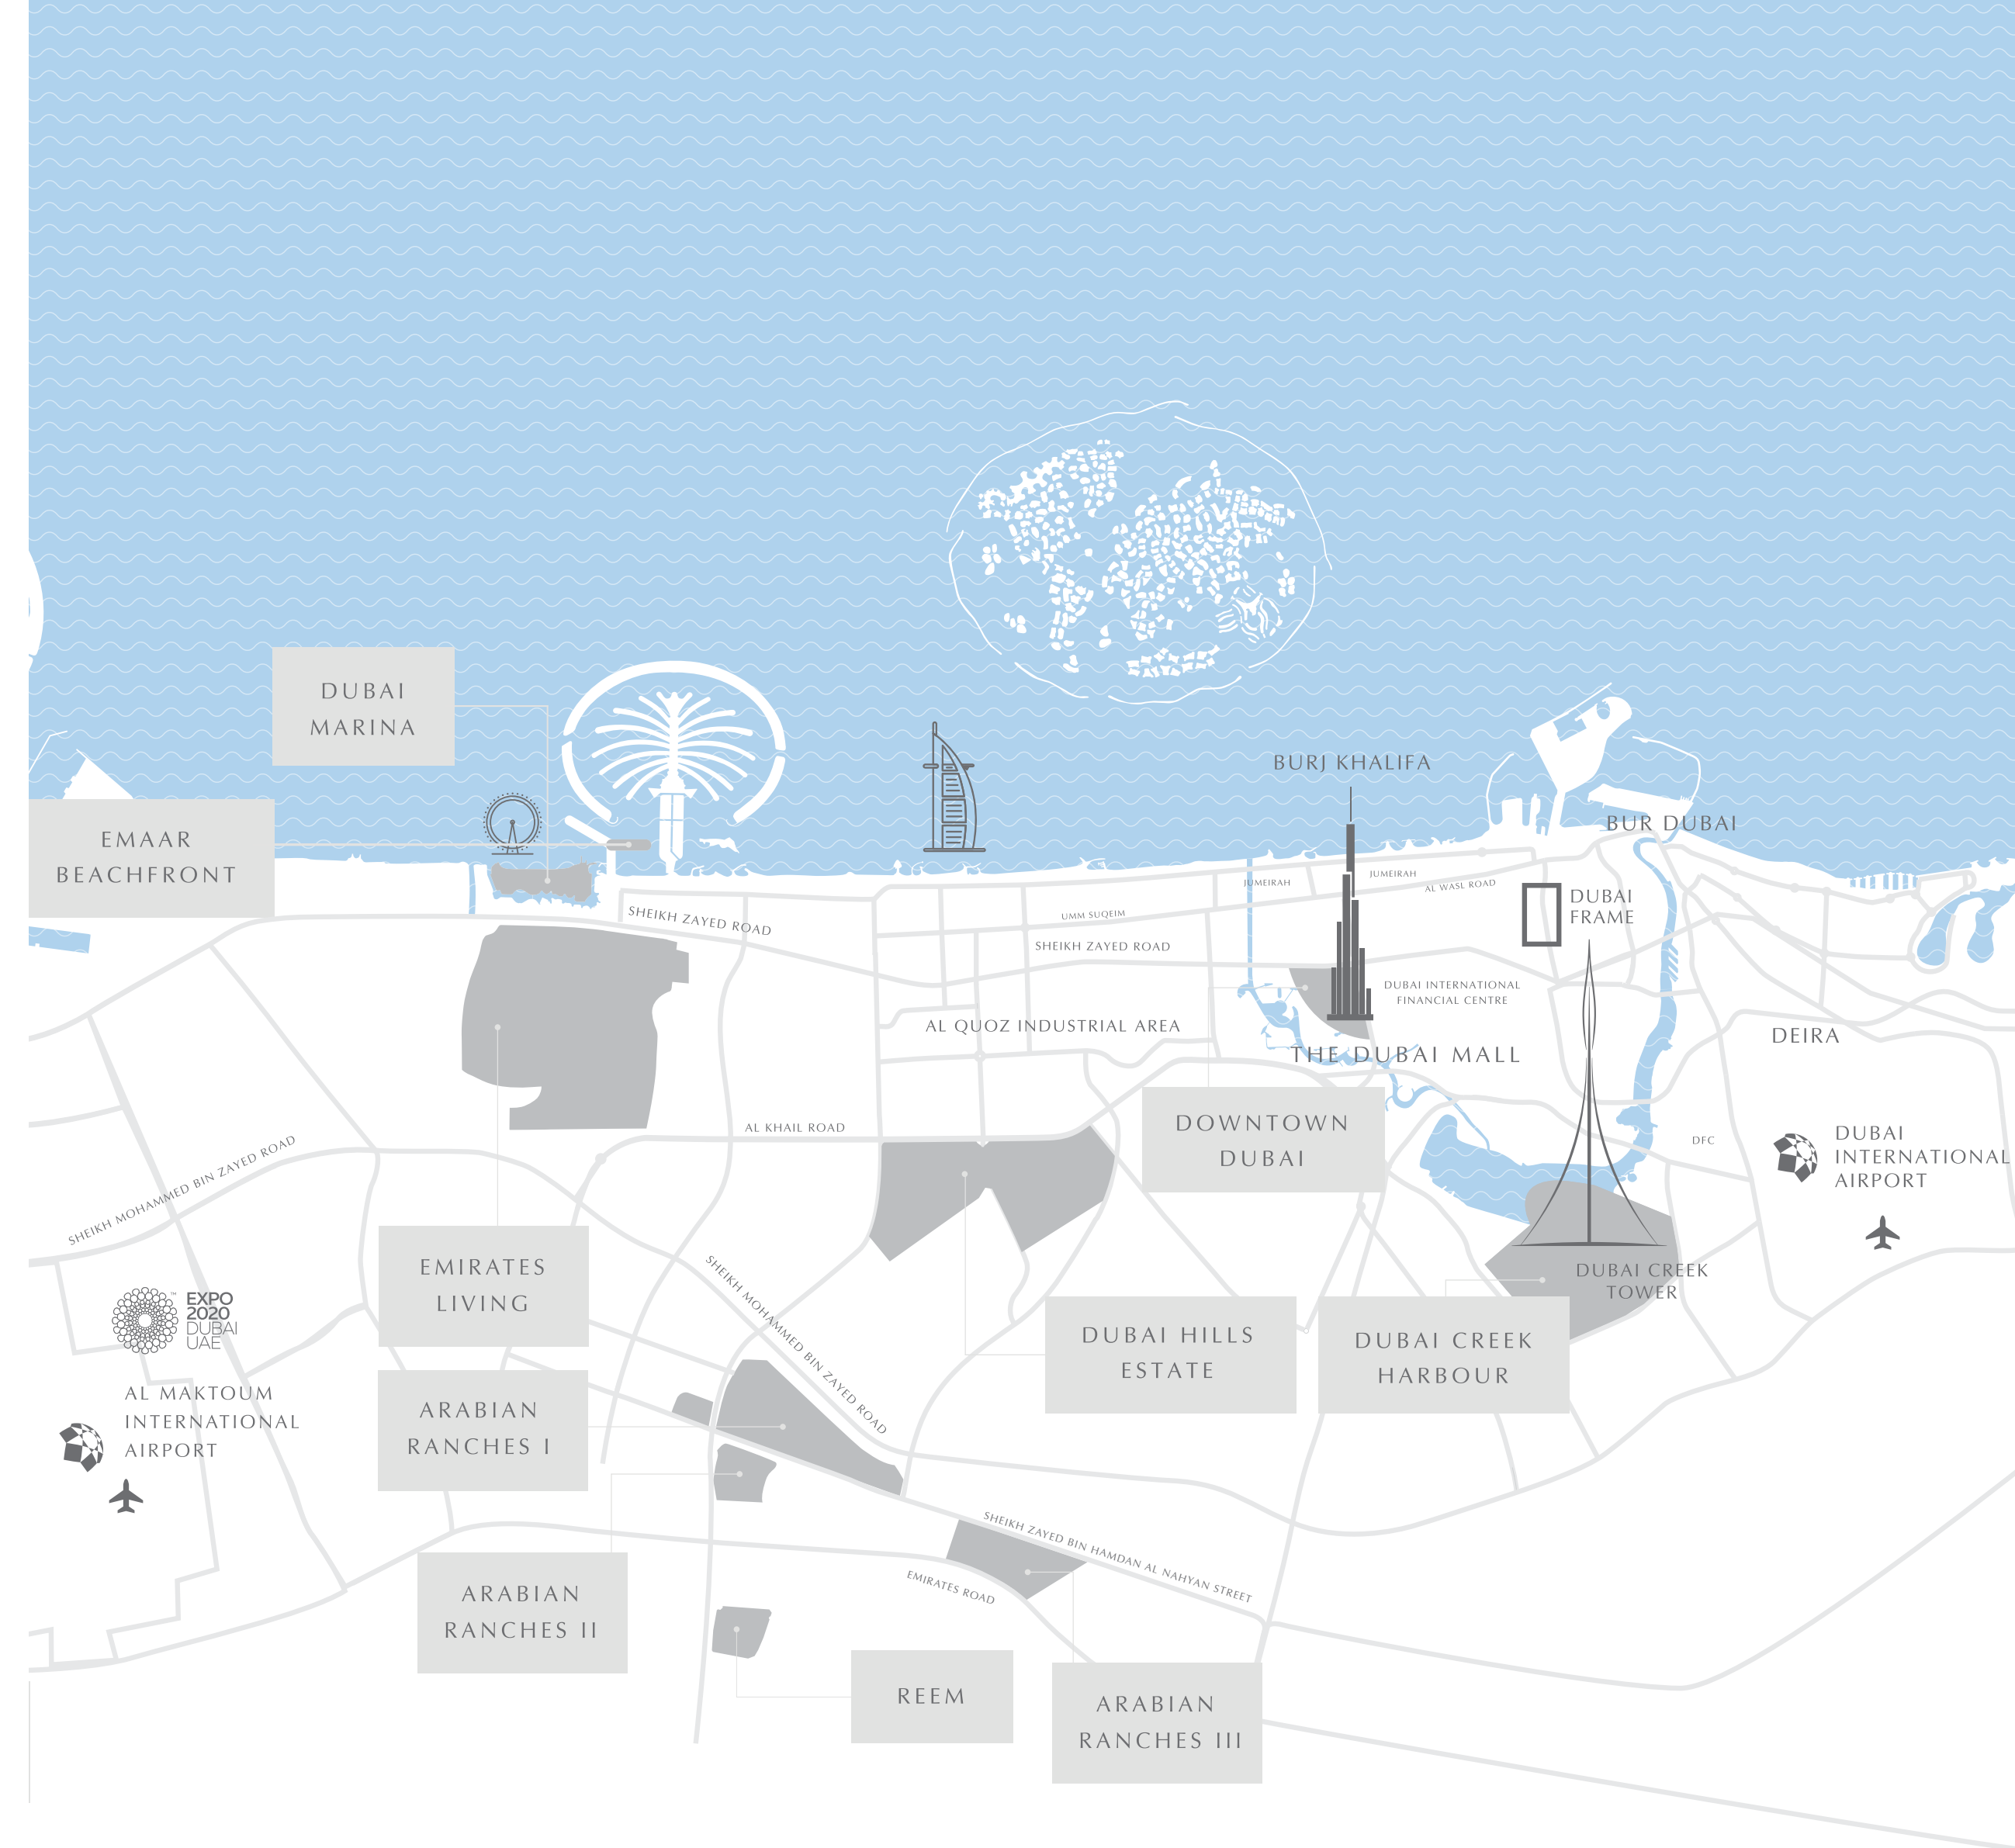 DUBAI
MARINA
BURJ KHALIFA
EMAAR
BEACHFRONT
BUR DUBAI
JUMEIRAH
JUMEIRAH
AL WASL ROAD
DUBAI
FRAME
SHEIKH ZAYED ROAD
UMM SUQEIM
SHEIKH ZAYED ROAD
DUBAI INTERNATIONAL
FINANCIAL CENTRE
AL QUOZ INDUSTRIAL AREA
THE DUBAI MALL
DEIRA
DOWNTOWN
DUBAI
AL KHAIL ROAD
DFC
DUBAI
INTERNATIONAL
AIRPORT
SHEIKH MOHAMMED BIN ZAYED ROAD
EMIRATES
LIVING
SHEIKH MOHAMMED BIN ZAYED ROAD
DUBAI CREEK
TOWER
EXPO
2020
DUBAI
UAE
TM
DUBAI HILLS
ESTATE
DUBAI CREEK
HARBOUR
AL MAKTOUM
INTERNATIONAL
AIRPORT
ARABIAN
RANCHES I
SHEIKH ZAYED BIN HAMDAN AL NAHYAN STREET
EMIRATES ROAD
ARABIAN
RANCHES II
REEM
ARABIAN
RANCHES III